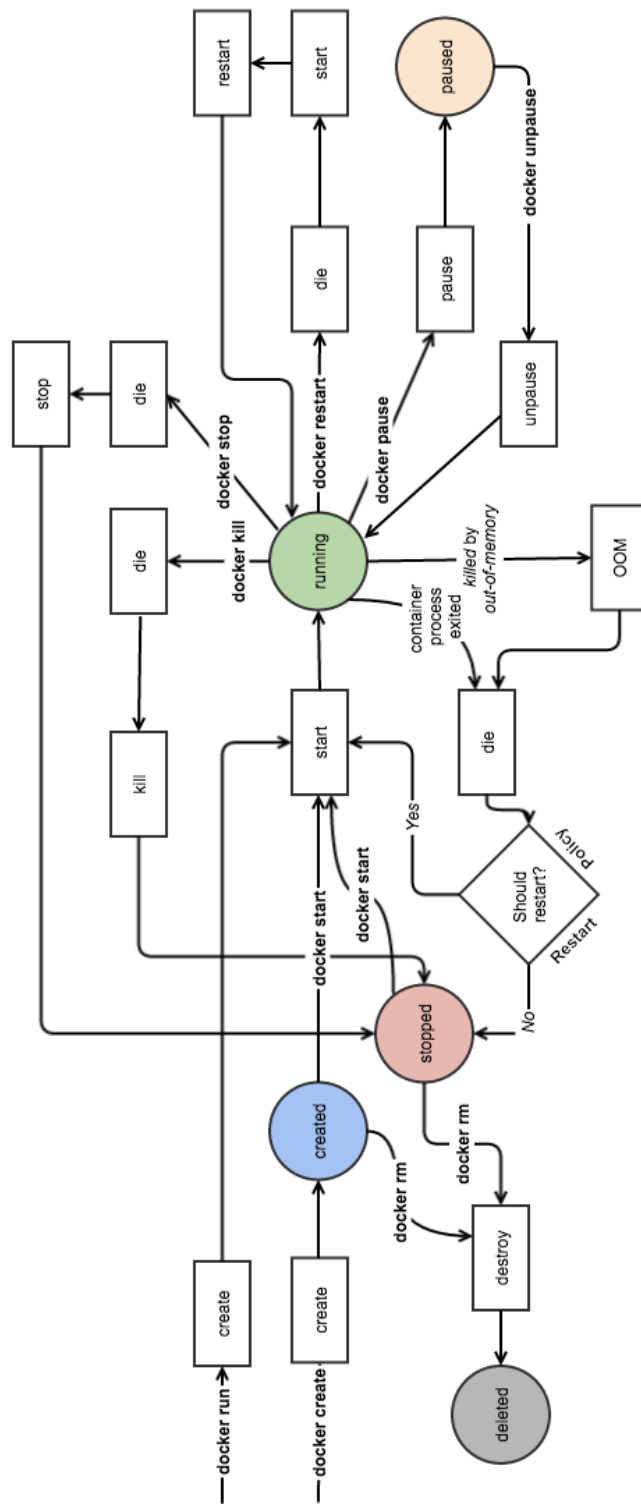 stop
kill
die
die
docker run
create
docker kill
docker stop
restart
docker create
create
created
docker start
start
running
docker restart
die
start
docker start
docker pause
docker rm
Yes
container
process
exited
stopped
pause
paused
docker rm
killed by
out-of-memory
deleted
destroy
die
unpause
docker unpause
No
Should
restart?
Restart
Policy
OOM